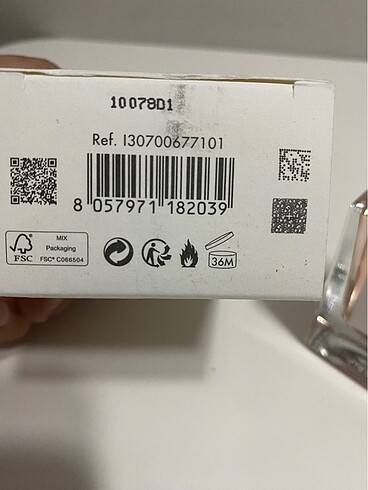 10078D1
Ref. I30700677101
8 057971 182039
MIX
Packaging
FSC
FSC® C066504
36M